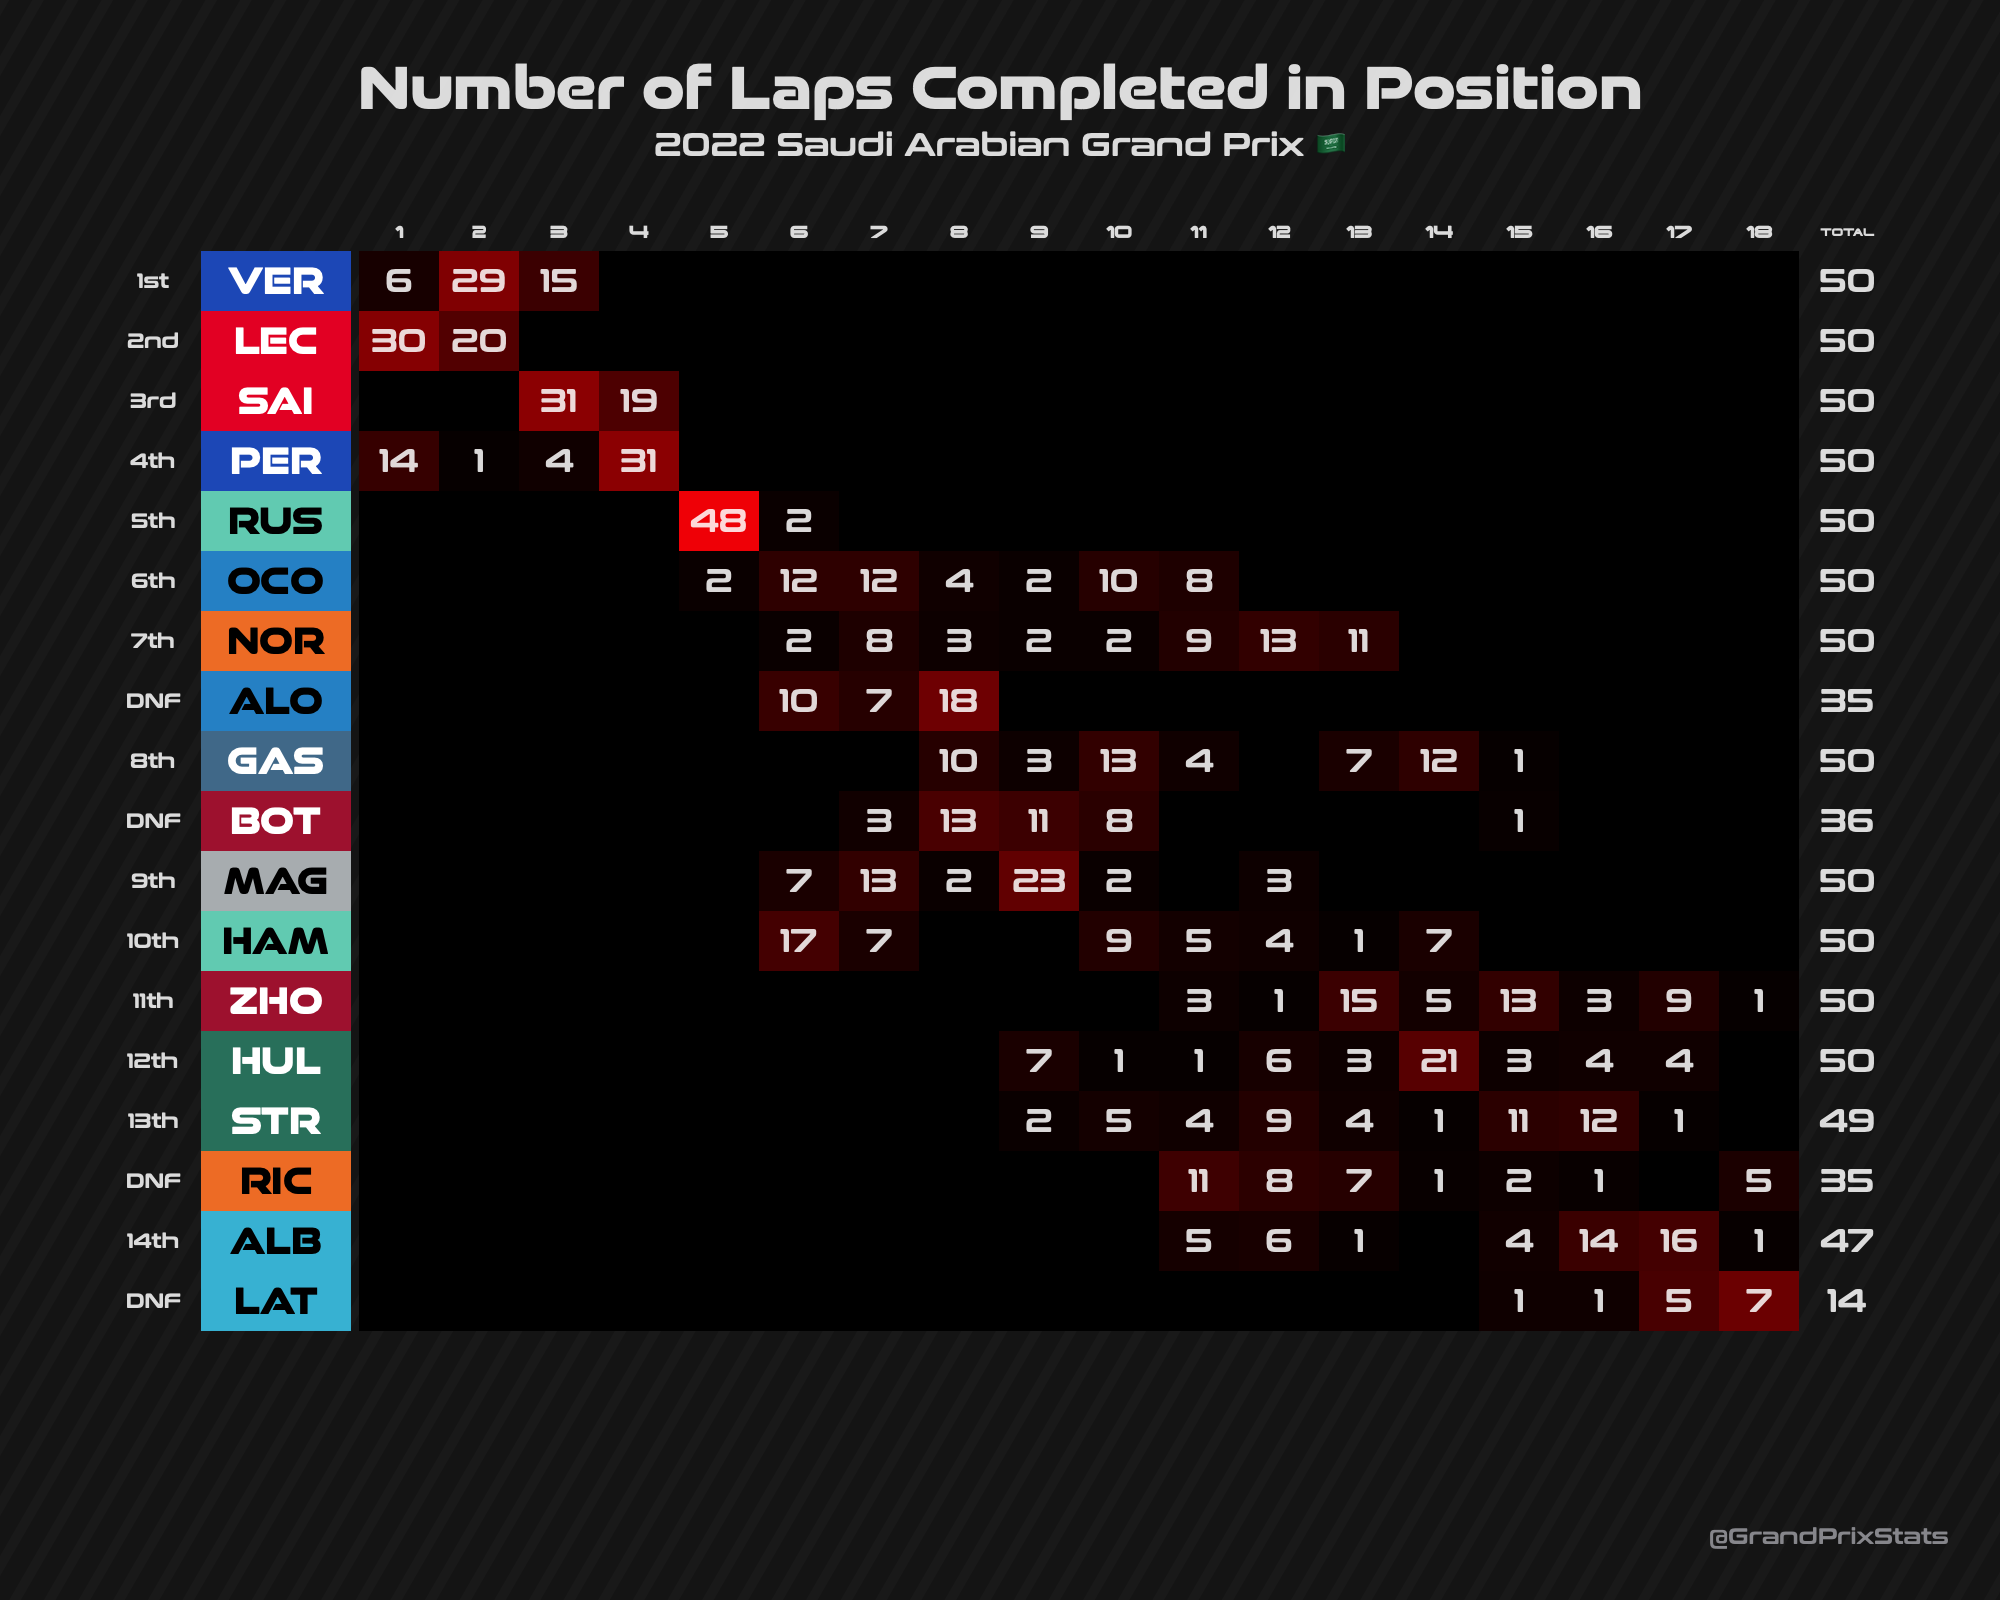 Number of Laps Completed in Position
2022 Saudi Arabian Grand Prix
1 2 3 4 5 6 7 8 9 10 11 12 13 14 15 16 17 18 TOTAL
1st VER 6 29 15 50
2nd LEC 30 20 50
3rd SAI 31 19 50
4th PER 14 1 4 31 50
5th RUS 48 2 50
6th OCO 2 12 12 4 2 10 8 50
7th NOR 2 8 3 2 2 9 13 11 50
DNF ALO 10 7 18 35
8th GAS 10 3 13 4 7 12 1 50
DNF BOT 3 13 11 8 1 36
9th MAG 7 13 2 23 2 3 50
10th HAM 17 7 9 5 4 1 7 50
11th ZHO 3 1 15 5 13 3 9 1 50
12th HUL 7 1 1 6 3 21 3 4 4 50
13th STR 2 5 4 9 4 1 11 12 1 49
DNF RIC 11 8 7 1 2 1 5 35
14th ALB 5 6 1 4 14 16 1 47
DNF LAT 1 1 5 7 14
@GrandPrixStats